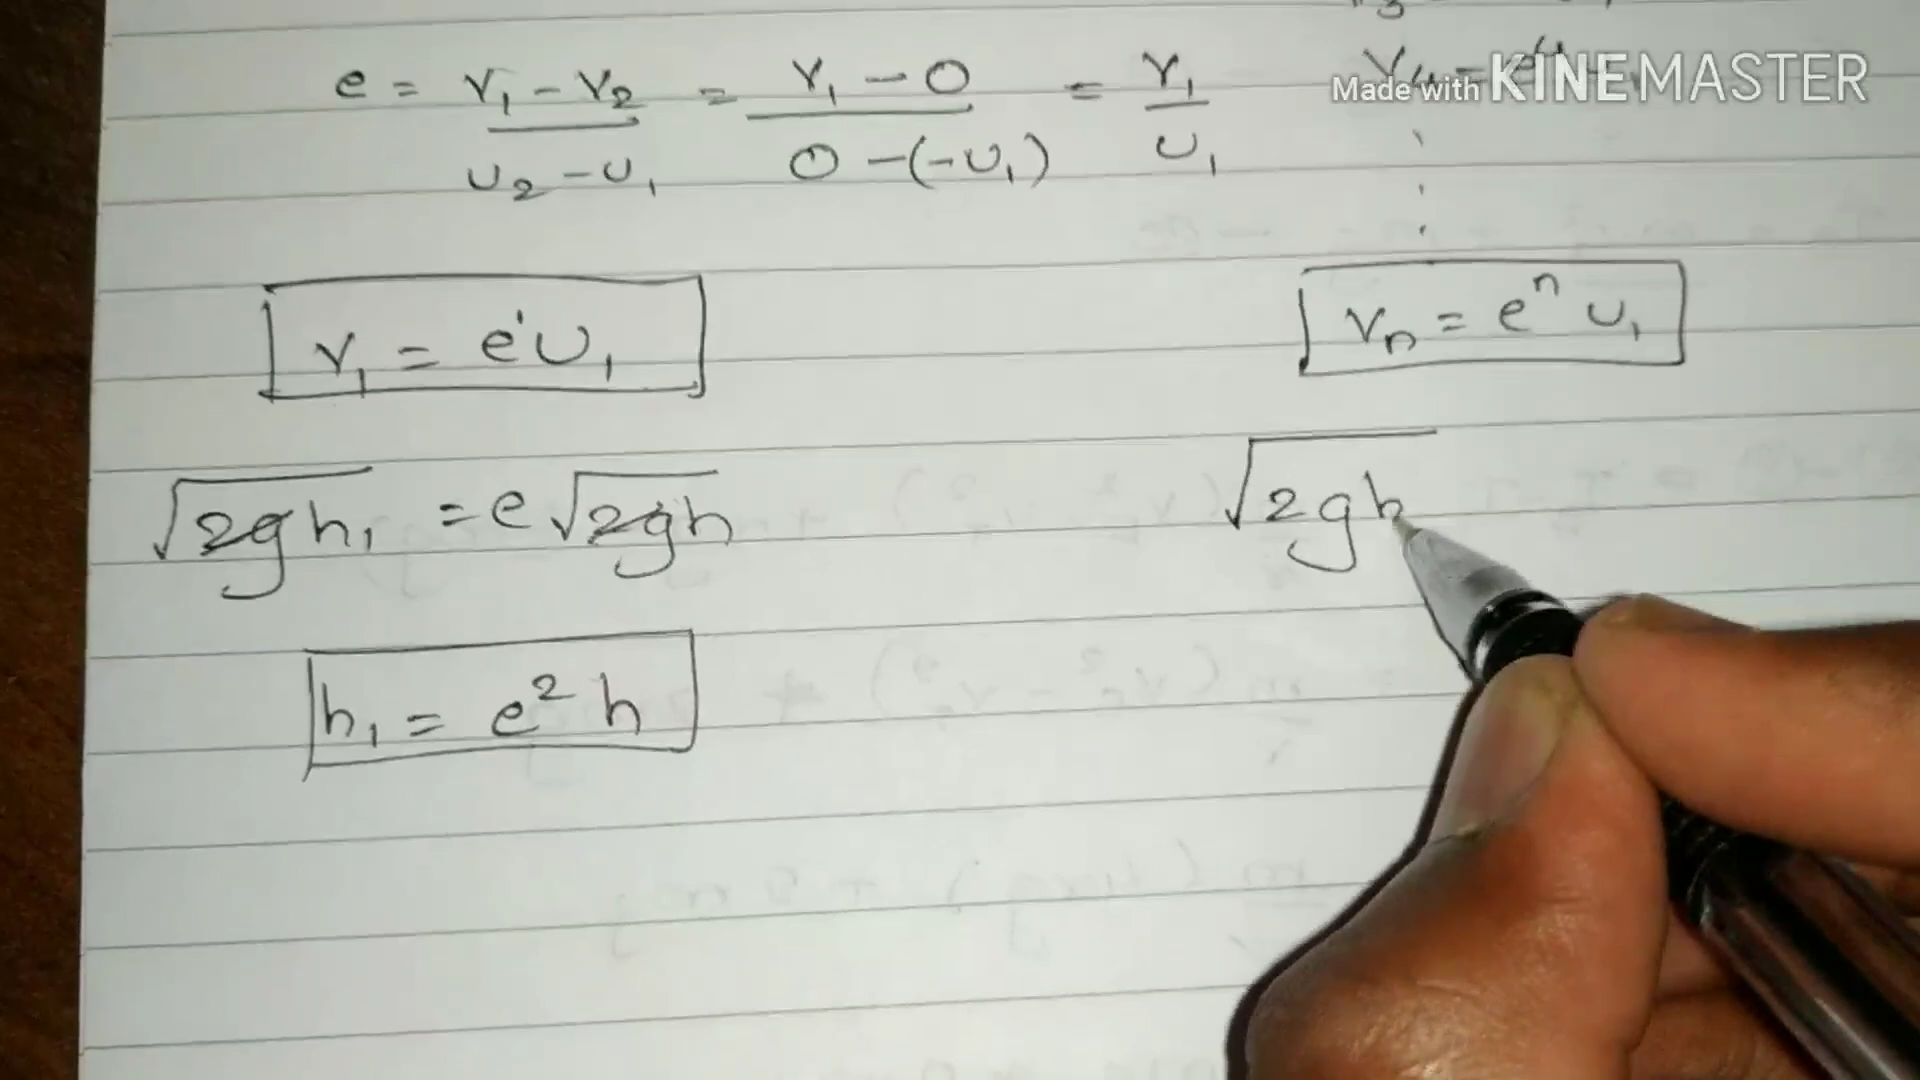 e = v₁ - v₂ / u₂ - u₁ = v₁ - 0 / 0 - (-u₁) = v₁ / u₁
Made with KINEMASTER
v₁ = e¹u₁
vₙ = eⁿ u₁
√2gh₁ = e√2gh
√2gh
h₁ = e² h